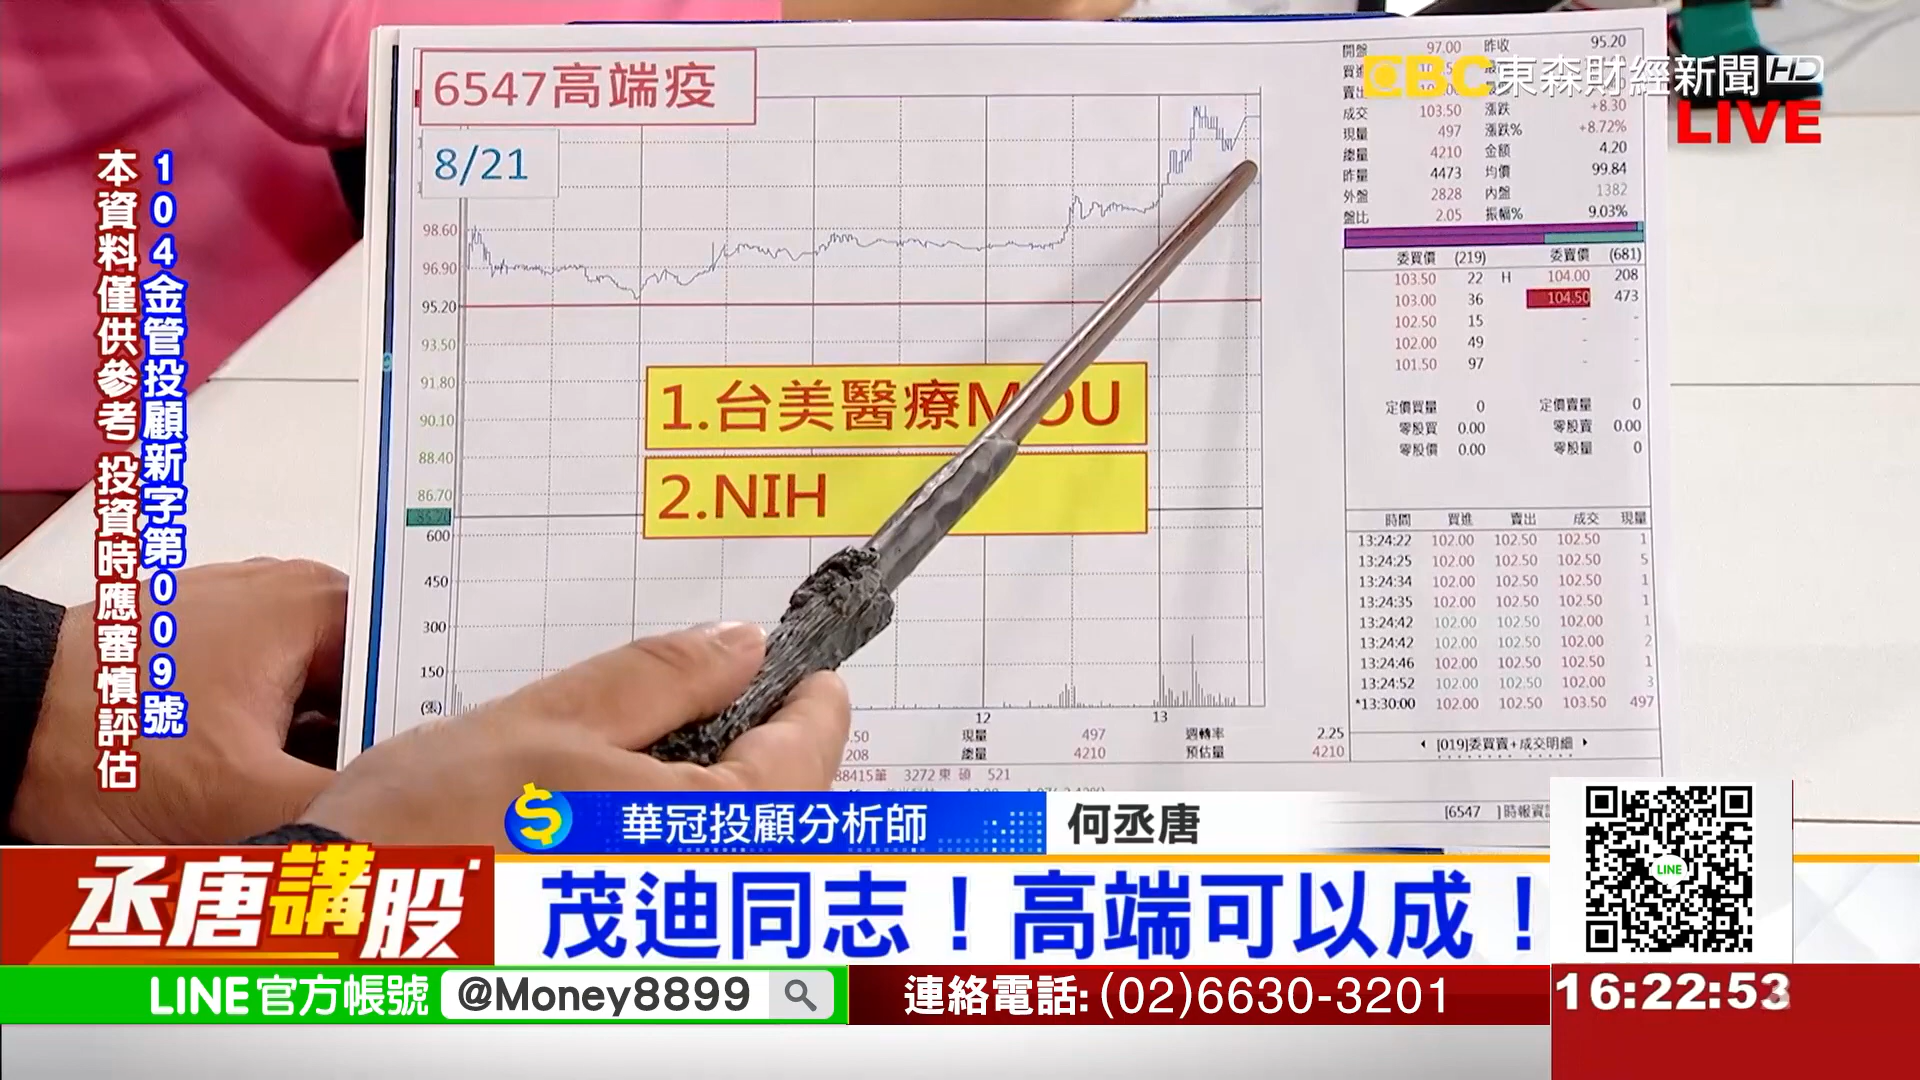 6547高端疫
8/21
98.60
96.90
95.20
93.50
91.80
90.10
88.40
86.70
600
450
300
150
(張)
12
13
1.台美醫療MOU
2.NIH
開盤 97.00 昨收 95.20
成交 103.50 漲跌 +8.30
現量 497 漲跌% +8.72%
總量 4210 金額 4.20
昨量 4473 均價 99.84
外盤 2828 內盤 1382
盤比 2.05 振幅% 9.03%
委買價 (219) 委賣價 (681)
103.50 22 H 104.00 208
103.00 36 104.50 473
102.50 15 - -
102.00 49 - -
101.50 97 - -
定價買量 0 定價賣量 0
零股買 0.00 零股賣 0.00
零股價 0.00 零股量 0
時間 買進 賣出 成交 現量
13:24:22 102.00 102.50 102.50 1
13:24:25 102.00 102.50 102.50 5
13:24:34 102.00 102.50 102.50 1
13:24:35 102.00 102.50 102.50 1
13:24:42 102.00 102.50 102.00 1
13:24:42 102.00 102.50 102.00 2
13:24:46 102.00 102.50 102.00 1
13:24:52 102.00 102.50 102.00 3
*13:30:00 102.00 102.50 103.50 497
[019]委買賣+成交明細
現量 497 週轉率 2.25
總量 4210 預估量 4210
[6547 ]時報資
EBC東森財經新聞HD
LIVE
104金管投顧新字第009號
本資料僅供參考 投資時應審慎評估
華冠投顧分析師 何丞唐
丞唐講股
茂迪同志！高端可以成！
LINE
LINE官方帳號 @Money8899
連絡電話:(02)6630-3201
16:22:53